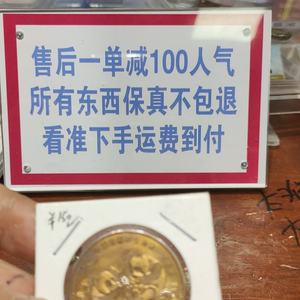 售后一单减100人气
所有东西保真不包退
看准下手运费到付